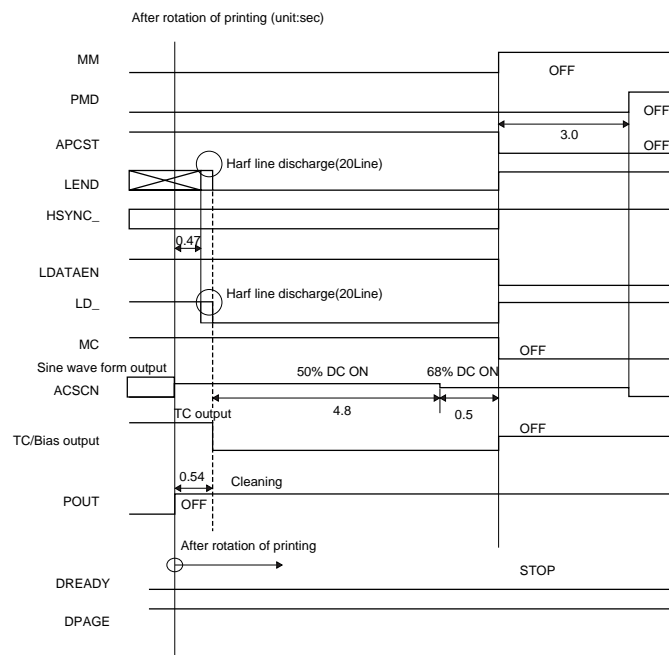 After rotation of printing (unit:sec)
MM
OFF
PMD
OFF
3.0
APCST
OFF
Harf line discharge(20Line)
LEND
HSYNC_
0.47
LDATAEN
Harf line discharge(20Line)
LD_
MC
OFF
Sine wave form output
50% DC ON
68% DC ON
ACSCN
4.8
0.5
TC output
OFF
TC/Bias output
0.54
Cleaning
POUT
OFF
After rotation of printing
STOP
DREADY
DPAGE